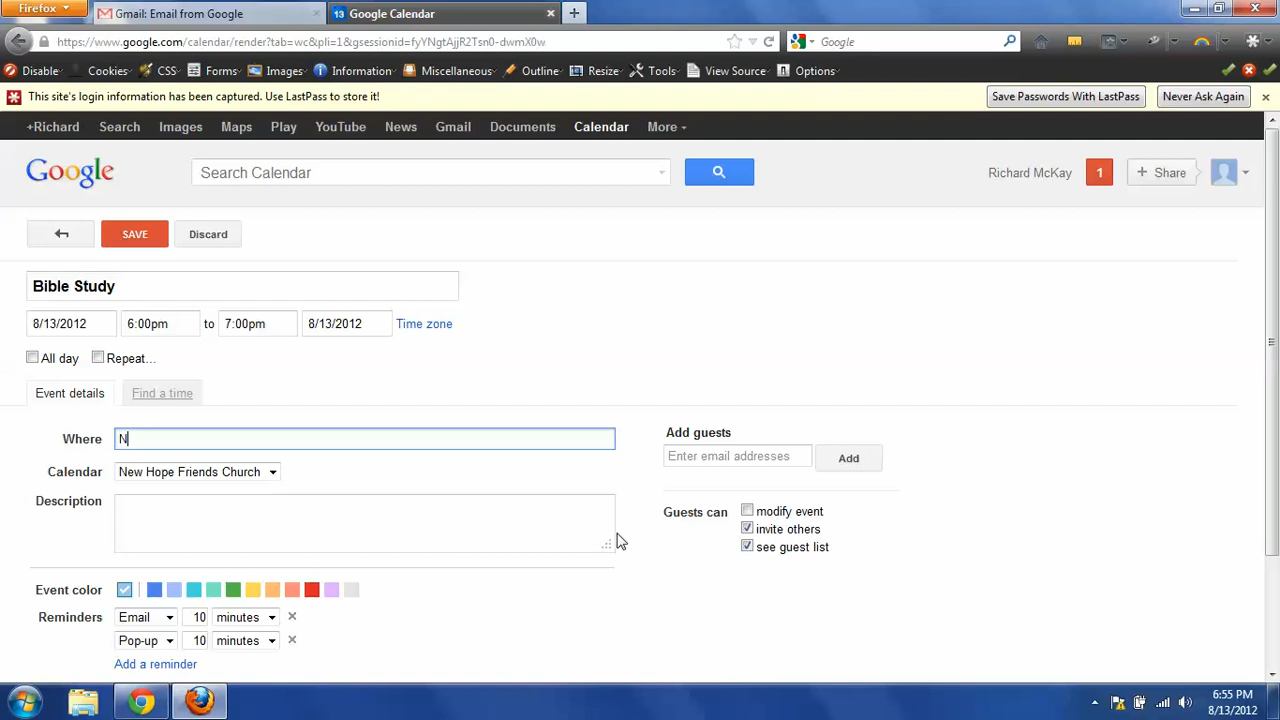 Firefox
Gmail: Email from Google
13 Google Calendar
https://www.google.com/calendar/render?tab=wc&pli=1&gsessionid=fyYNgtAjjR2Tsn0-dwmX0w
Google
Disable
Cookies
CSS
Forms
Images
Information
Miscellaneous
Outline
Resize
Tools
View Source
Options
This site's login information has been captured. Use LastPass to store it!
Save Passwords With LastPass
Never Ask Again
+Richard Search Images Maps Play YouTube News Gmail Documents Calendar More
Google
Search Calendar
Richard McKay
1
+ Share
SAVE
Discard
Bible Study
8/13/2012 6:00pm to 7:00pm 8/13/2012 Time zone
All day Repeat...
Event details Find a time
Where N
Calendar New Hope Friends Church
Description
Event color
Reminders Email 10 minutes
Pop-up 10 minutes
Add a reminder
Add guests
Enter email addresses Add
Guests can modify event
invite others
see guest list
6:55 PM
8/13/2012